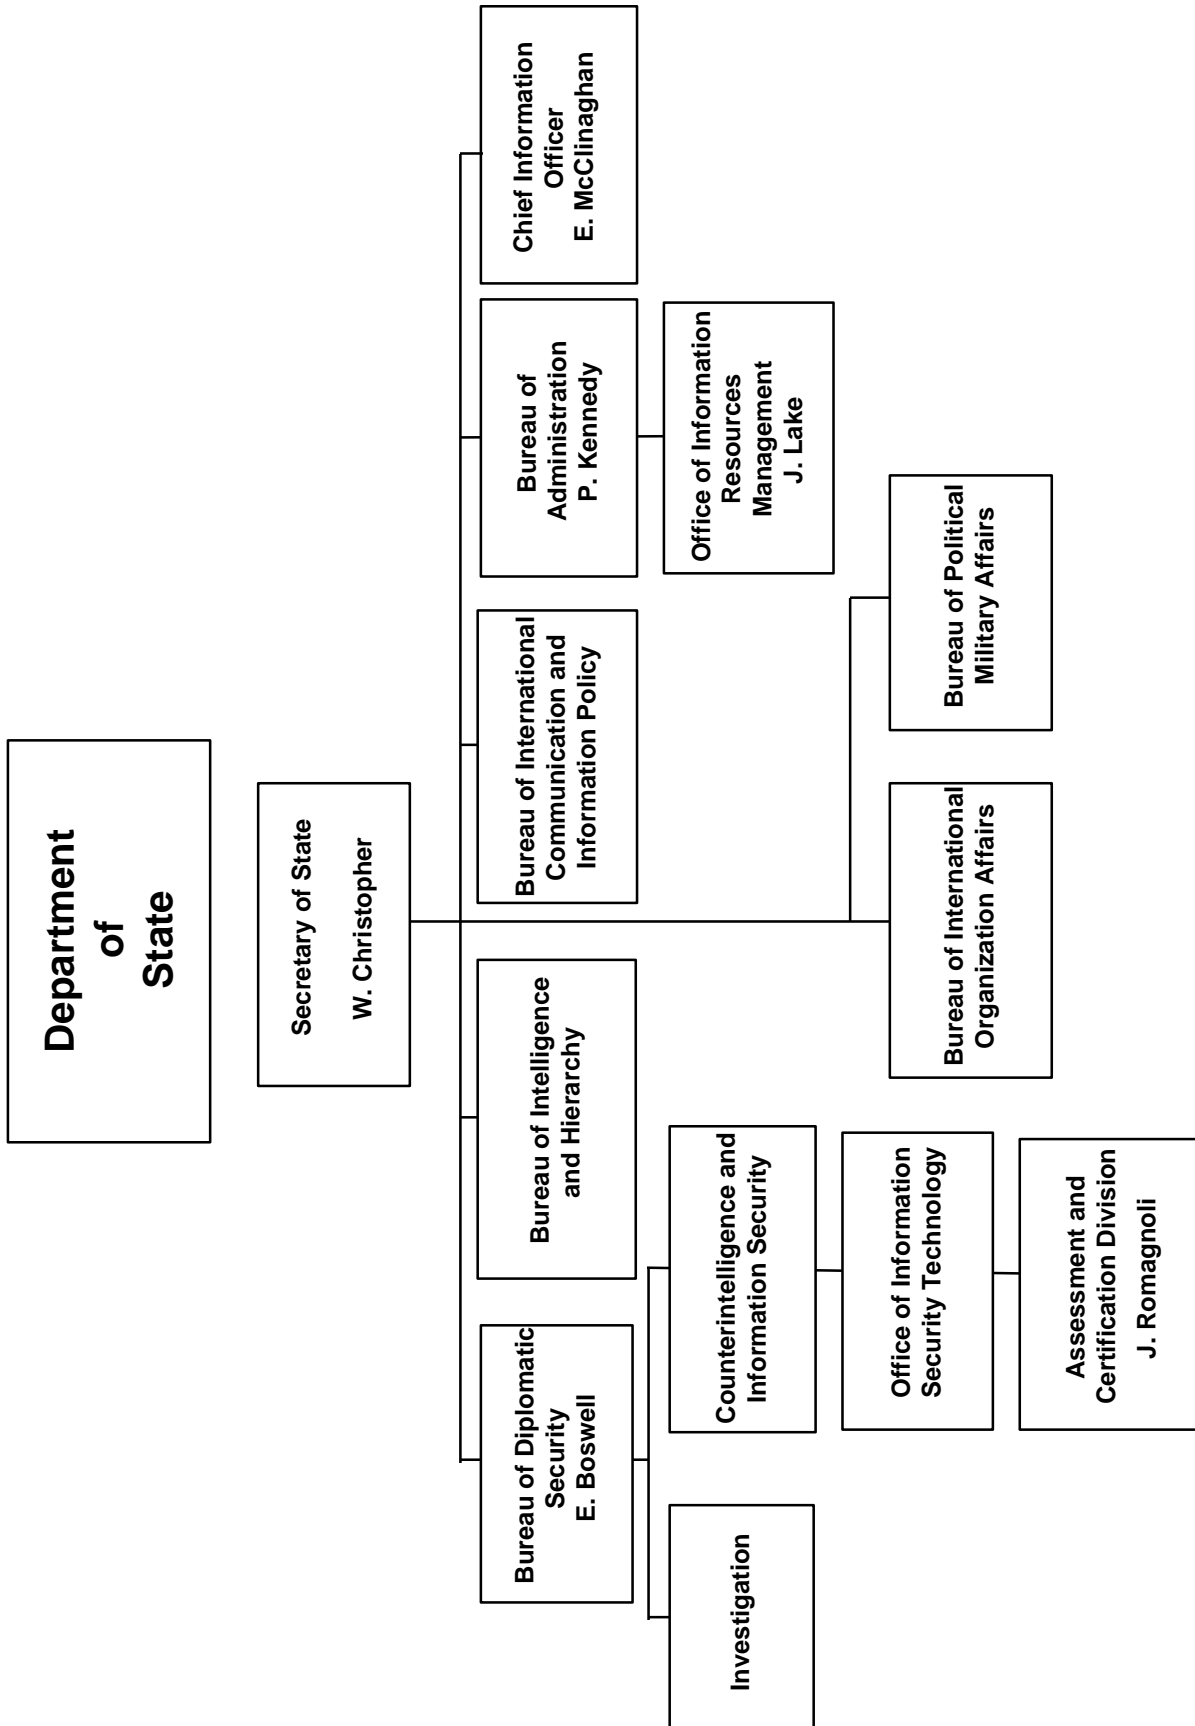 Department
of
State
Secretary of State
W. Christopher
Bureau of Diplomatic
Security
E. Boswell
Bureau of Intelligence
and Hierarchy
Bureau of International
Communication and
Information Policy
Bureau of
Administration
P. Kennedy
Chief Information
Officer
E. McClinaghan
Investigation
Counterintelligence and
Information Security
Office of Information
Resources
Management
J. Lake
Office of Information
Security Technology
Bureau of International
Organization Affairs
Bureau of Political
Military Affairs
Assessment and
Certification Division
J. Romagnoli